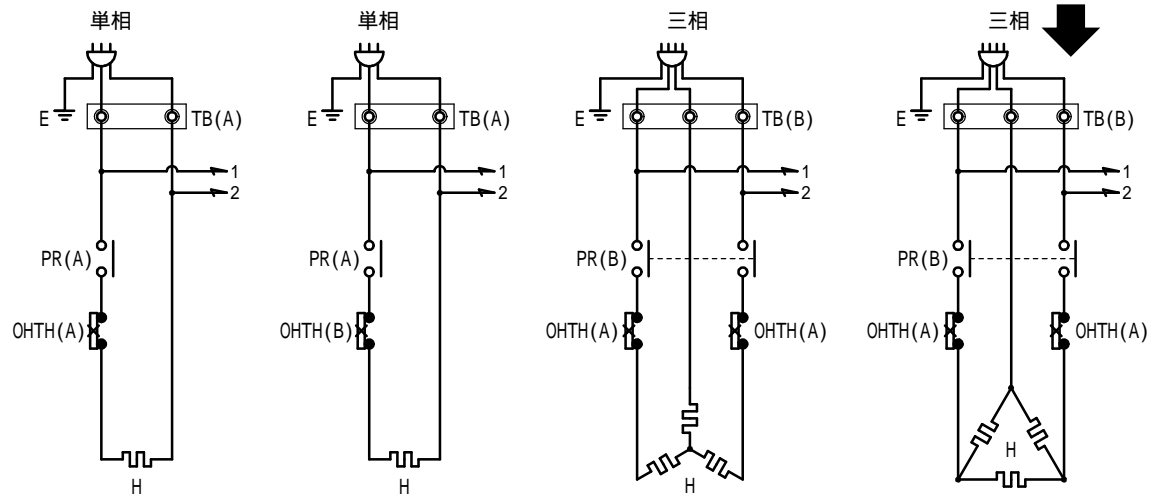 単相
E
TB(A)
1
2
PR(A)
OHTH(A)
H
単相
E
TB(A)
1
2
PR(A)
OHTH(B)
H
三相
E
TB(B)
1
2
PR(B)
OHTH(A)
OHTH(A)
H
三相
E
TB(B)
1
2
PR(B)
OHTH(A)
OHTH(A)
H